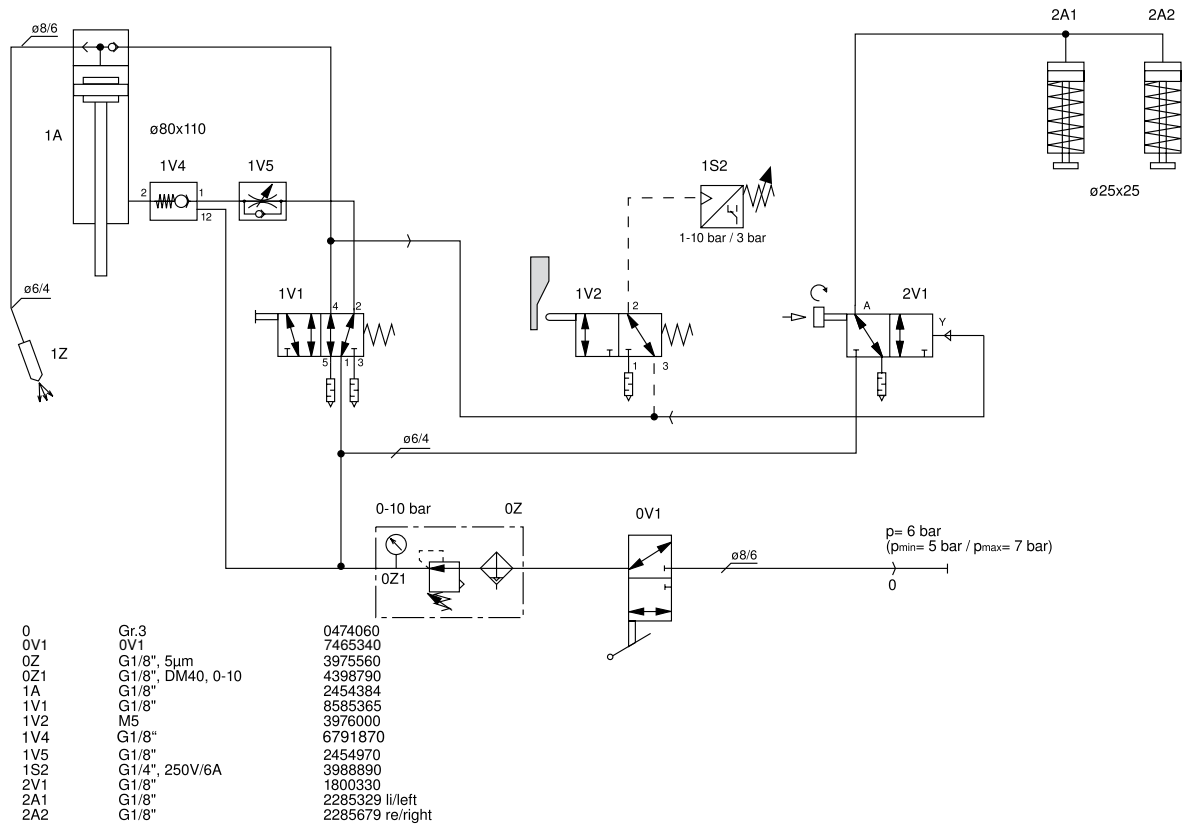 2A1 2A2
ø8/6
1A
ø80x110
1V4 1V5
2 1
12
1S2
1-10 bar / 3 bar
ø25x25
ø6/4
1Z
1V1
4 2
5 1 3
1V2
2
1 3
2V1
A
Y
ø6/4
0-10 bar 0Z
0Z1
0V1
ø8/6
p= 6 bar
(pmin= 5 bar / pmax= 7 bar)
0
0 Gr.3 0474060
0V1 0V1 7465340
0Z G1/8", 5µm 3975560
0Z1 G1/8", DM40, 0-10 4398790
1A G1/8" 2454384
1V1 G1/8" 8585365
1V2 M5 3976000
1V4 G1/8“ 6791870
1V5 G1/8" 2454970
1S2 G1/4", 250V/6A 3988890
2V1 G1/8" 1800330
2A1 G1/8" 2285329 li/left
2A2 G1/8" 2285679 re/right